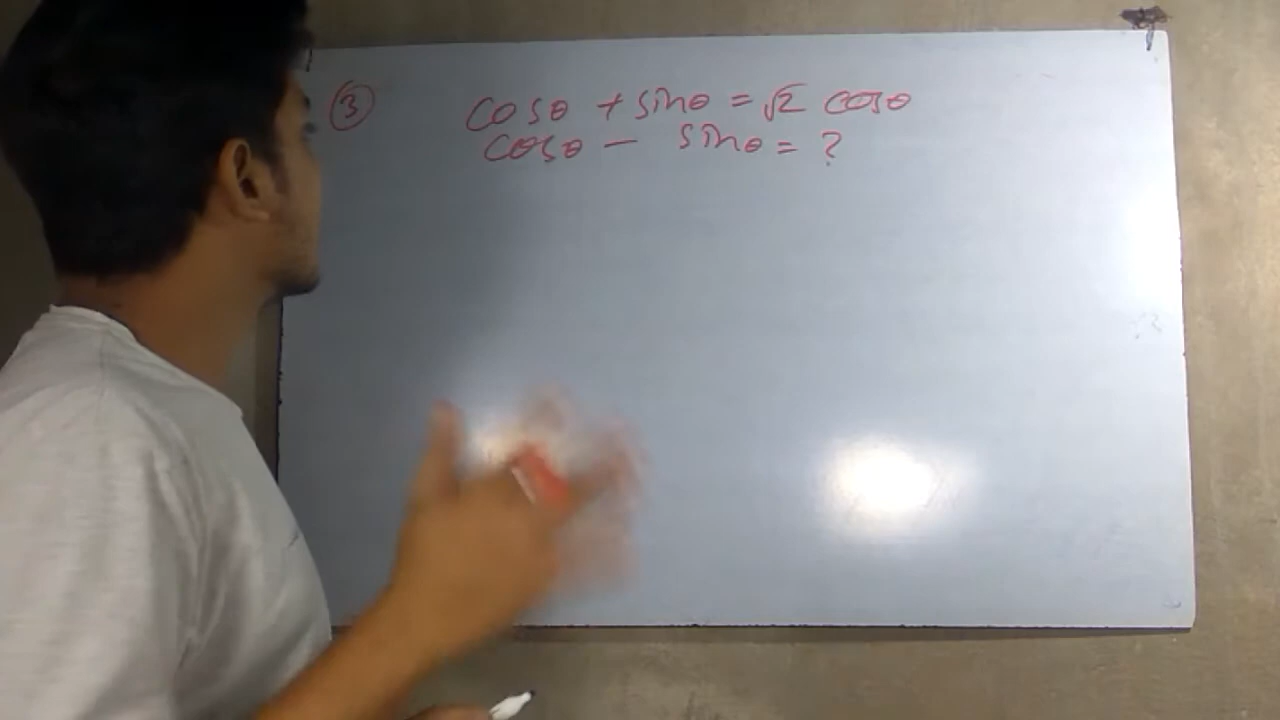 ③ cosθ + sinθ = √2 cosθ
cosθ - sinθ = ?